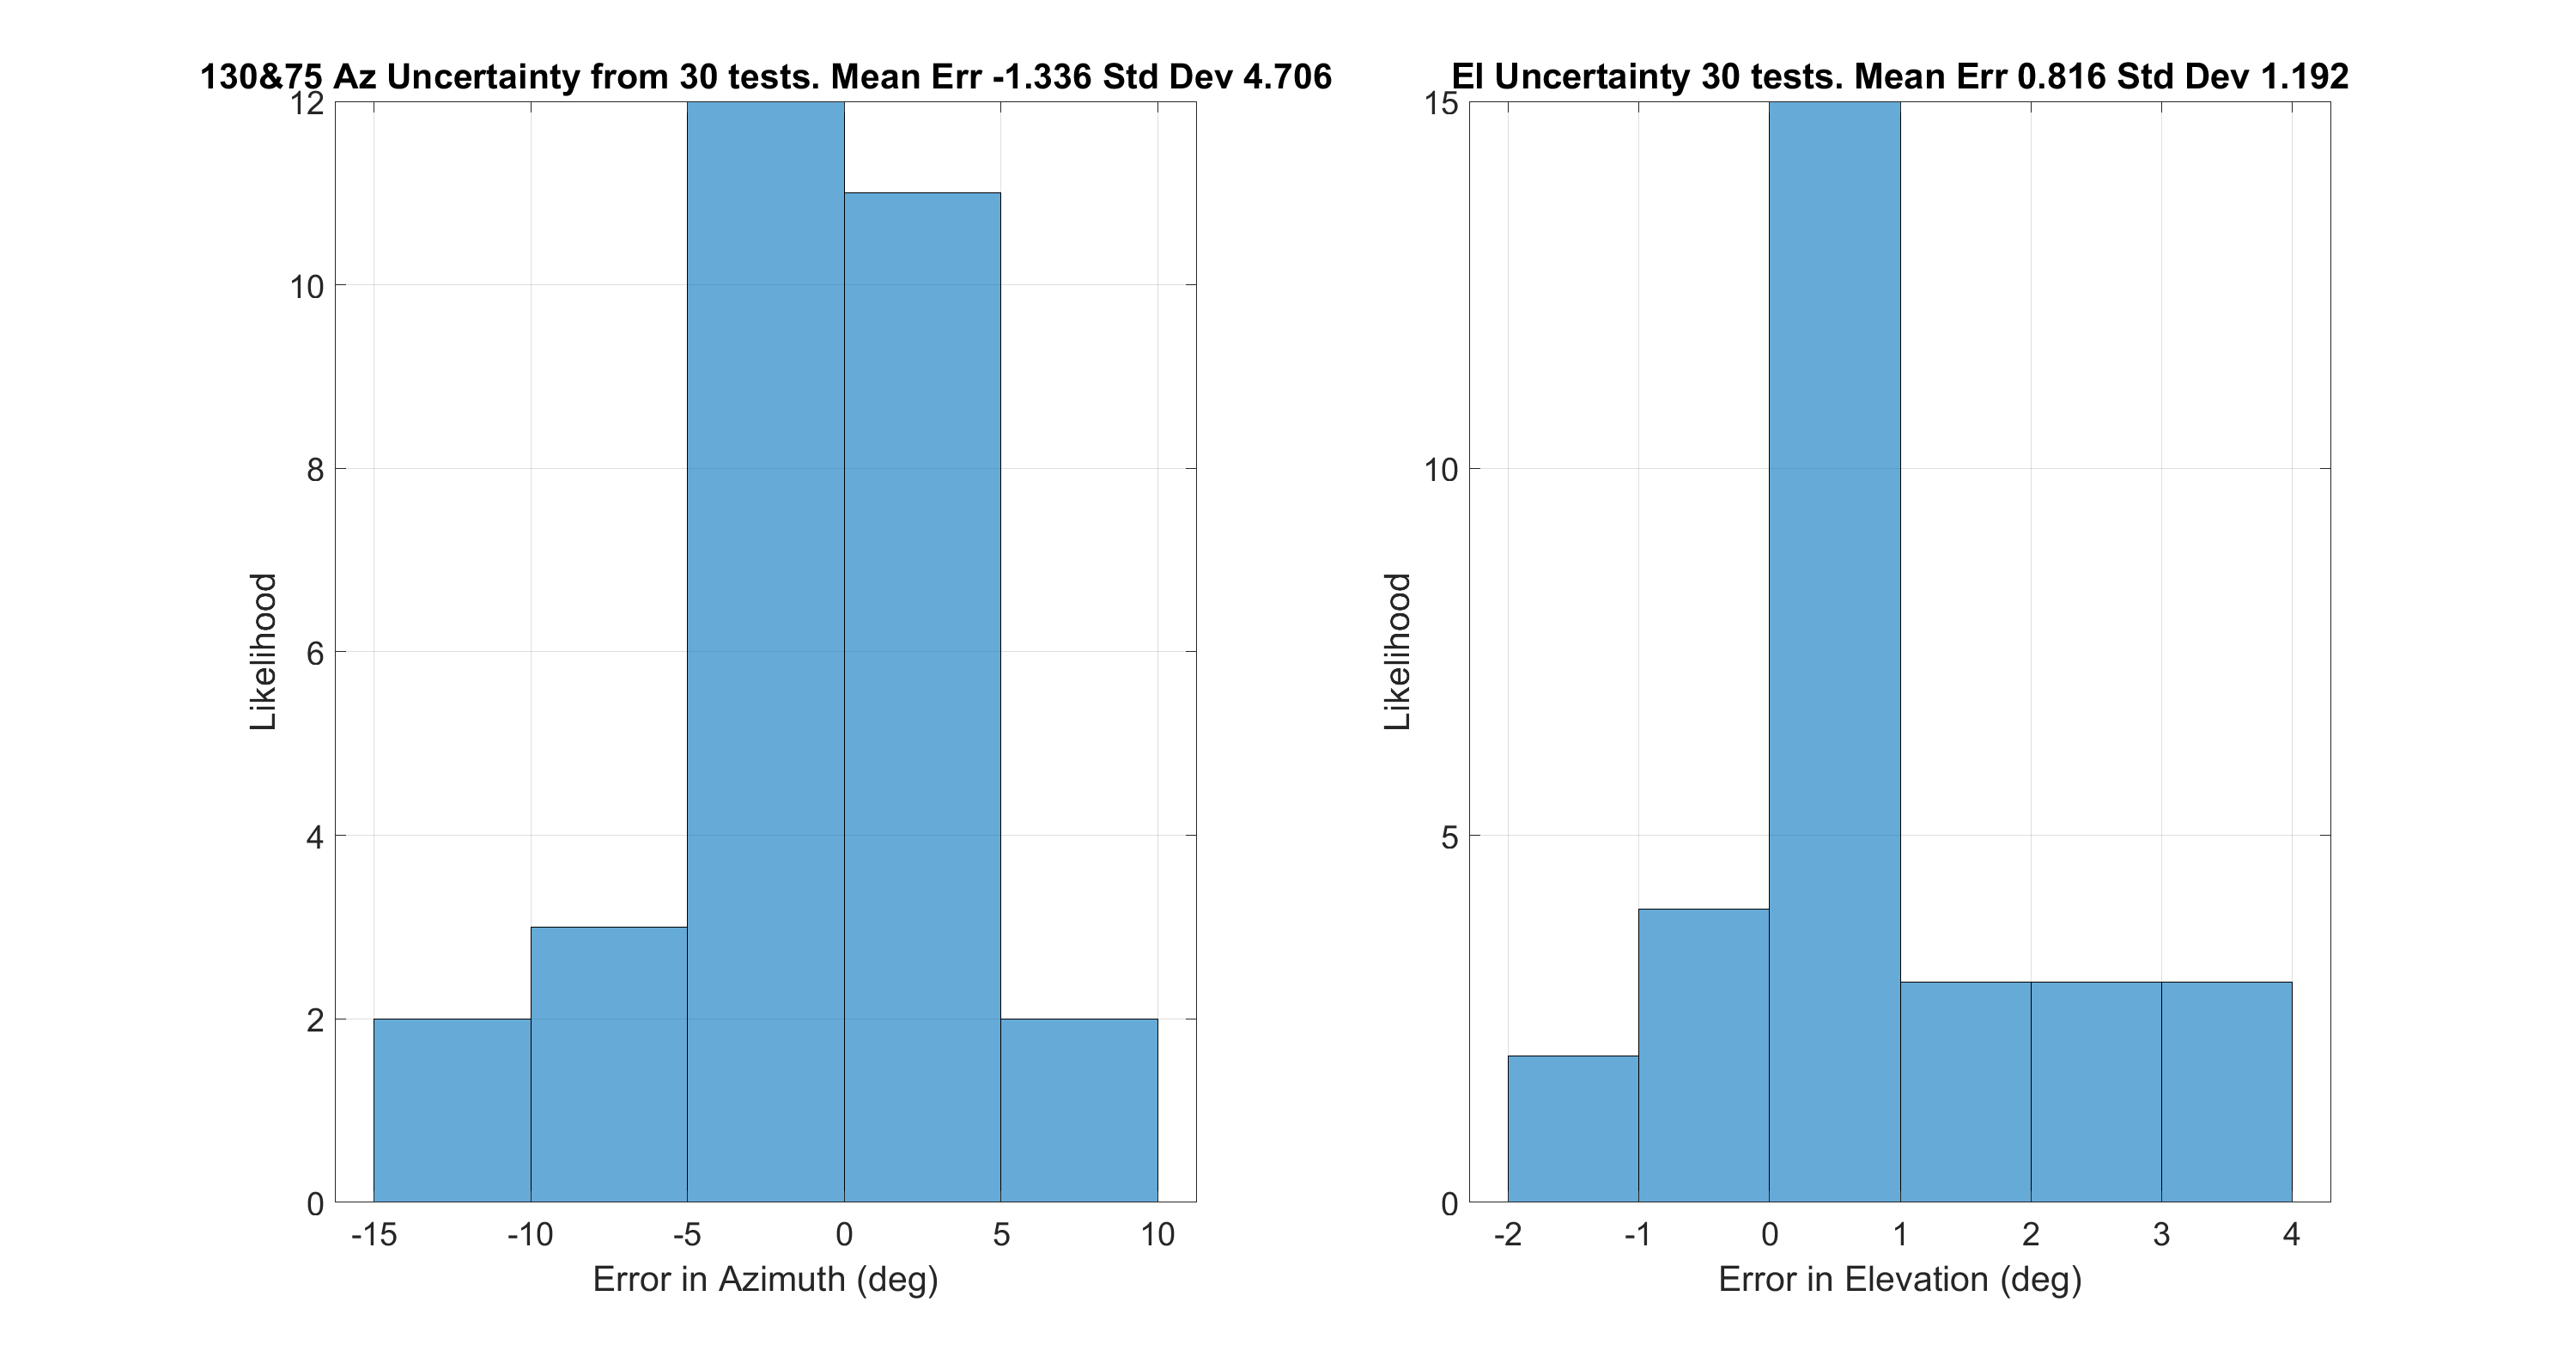 130&75 Az Uncertainty from 30 tests. Mean Err -1.336 Std Dev 4.706
12
10
8
6
4
2
0
Likelihood
-15 -10 -5 0 5 10
Error in Azimuth (deg)
El Uncertainty 30 tests. Mean Err 0.816 Std Dev 1.192
15
10
5
0
Likelihood
-2 -1 0 1 2 3 4
Error in Elevation (deg)